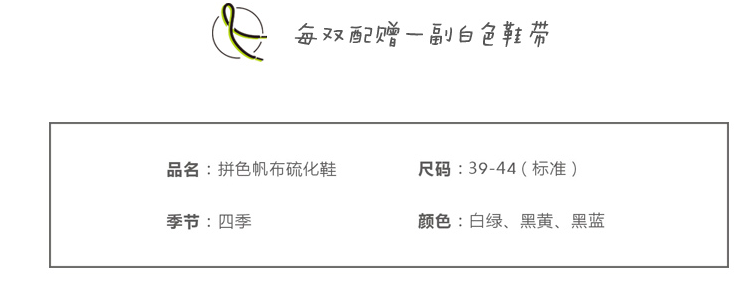 每双配赠一副白色鞋带
品名：拼色帆布硫化鞋 尺码：39-44（标准）
季节：四季 颜色：白绿、黑黄、黑蓝